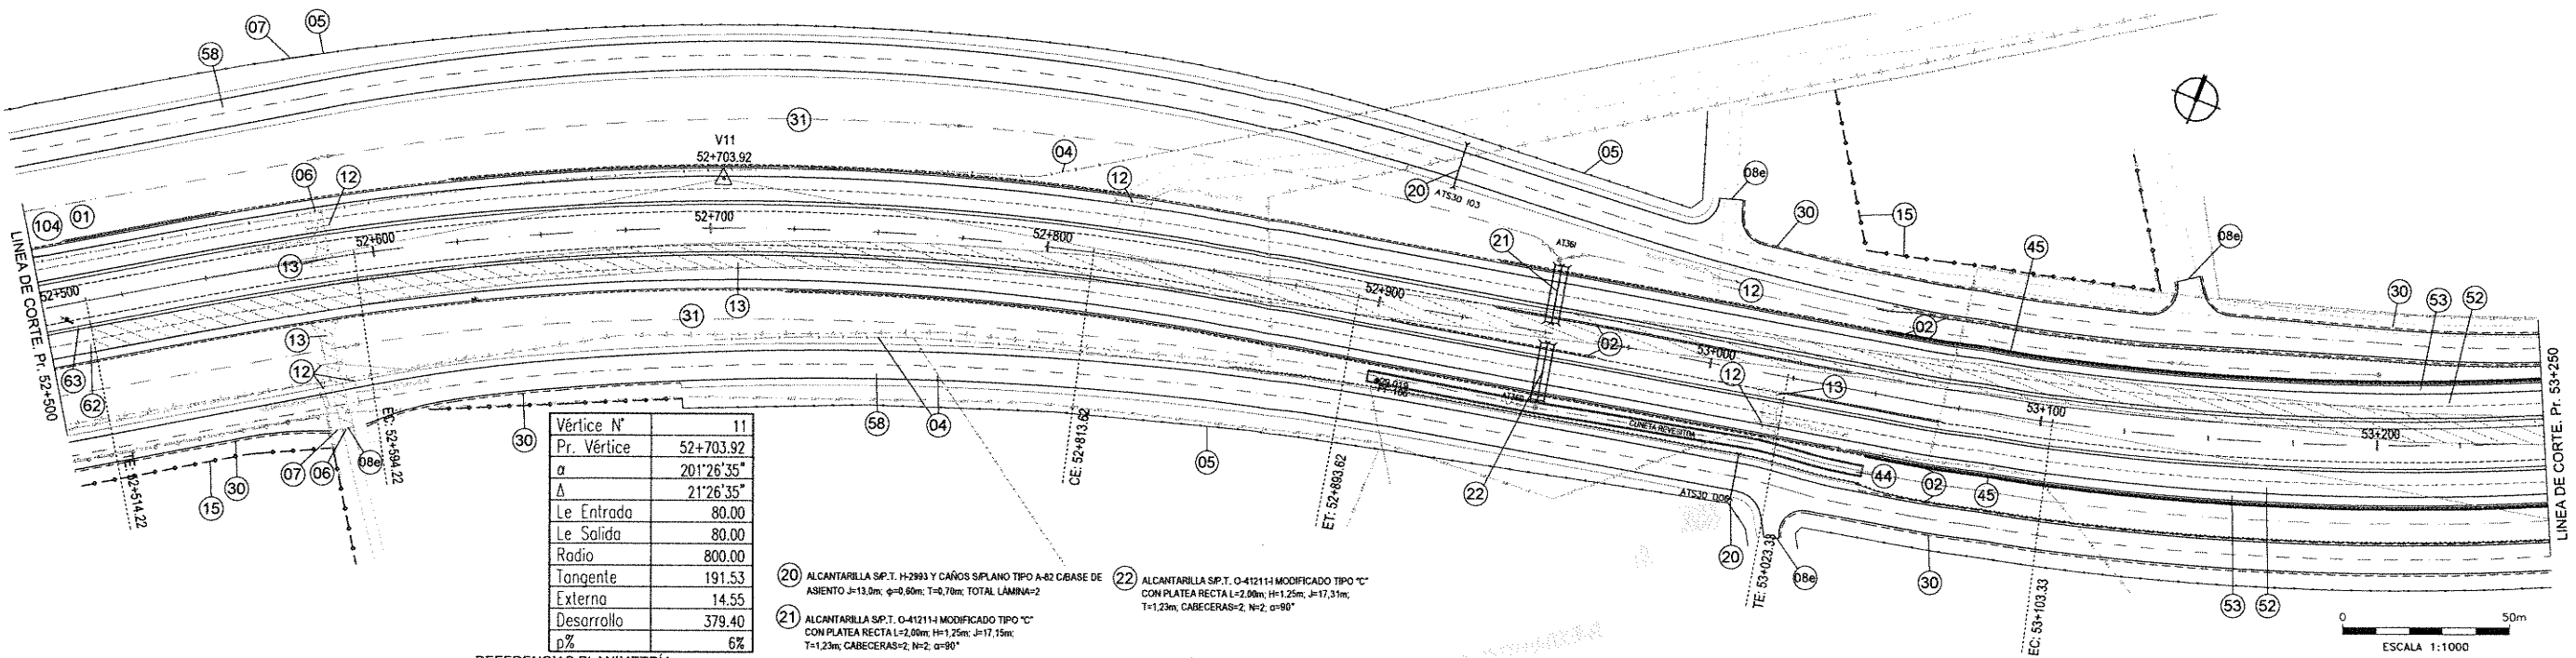 07
05
58
31
V11
52+703.92
04
05
08e
06
12
12
20
ATS30 I03
30
15
08e
104
01
21
AT36I
45
LINEA DE CORTE. Pr. 52+500
52+500
13
52+600
52+700
52+800
52+900
12
30
53
52
13
31
02
02
53+000
53+100
53+200
LINEA DE CORTE. Pr. 53+250
63
62
13
12
12
13
CUNETA REVESTIDA
TE: 52+514.22
EC: 52+594.22
CE: 52+813.62
ET: 52+893.62
TE: 53+023.33
EC: 53+103.33
15
30
07
06
08e
30
58
04
05
22
44
02
45
ATS30 D06
20
08e
30
53
52
Vértice N° 11
Pr. Vértice 52+703.92
α 201°26'35"
Δ 21°26'35"
Le Entrada 80.00
Le Salida 80.00
Radio 800.00
Tangente 191.53
Externa 14.55
Desarrollo 379.40
p% 6%
20 ALCANTARILLA S/P.T. H-2993 Y CAÑOS S/PLANO TIPO A-82 C/BASE DE
ASIENTO J=13,0m; φ=0,60m; T=0,70m; TOTAL LÁMINA=2
21 ALCANTARILLA S/P.T. O-41211-I MODIFICADO TIPO "C"
CON PLATEA RECTA L=2,00m; H=1,25m; J=17,15m;
T=1,23m; CABECERAS=2; N=2; α=90°
22 ALCANTARILLA S/P.T. O-41211-I MODIFICADO TIPO "C"
CON PLATEA RECTA L=2,00m; H=1,25m; J=17,31m;
T=1,23m; CABECERAS=2; N=2; α=90°
0 50m
ESCALA 1:1000
REFERENCIAS PLANIMETRÍA